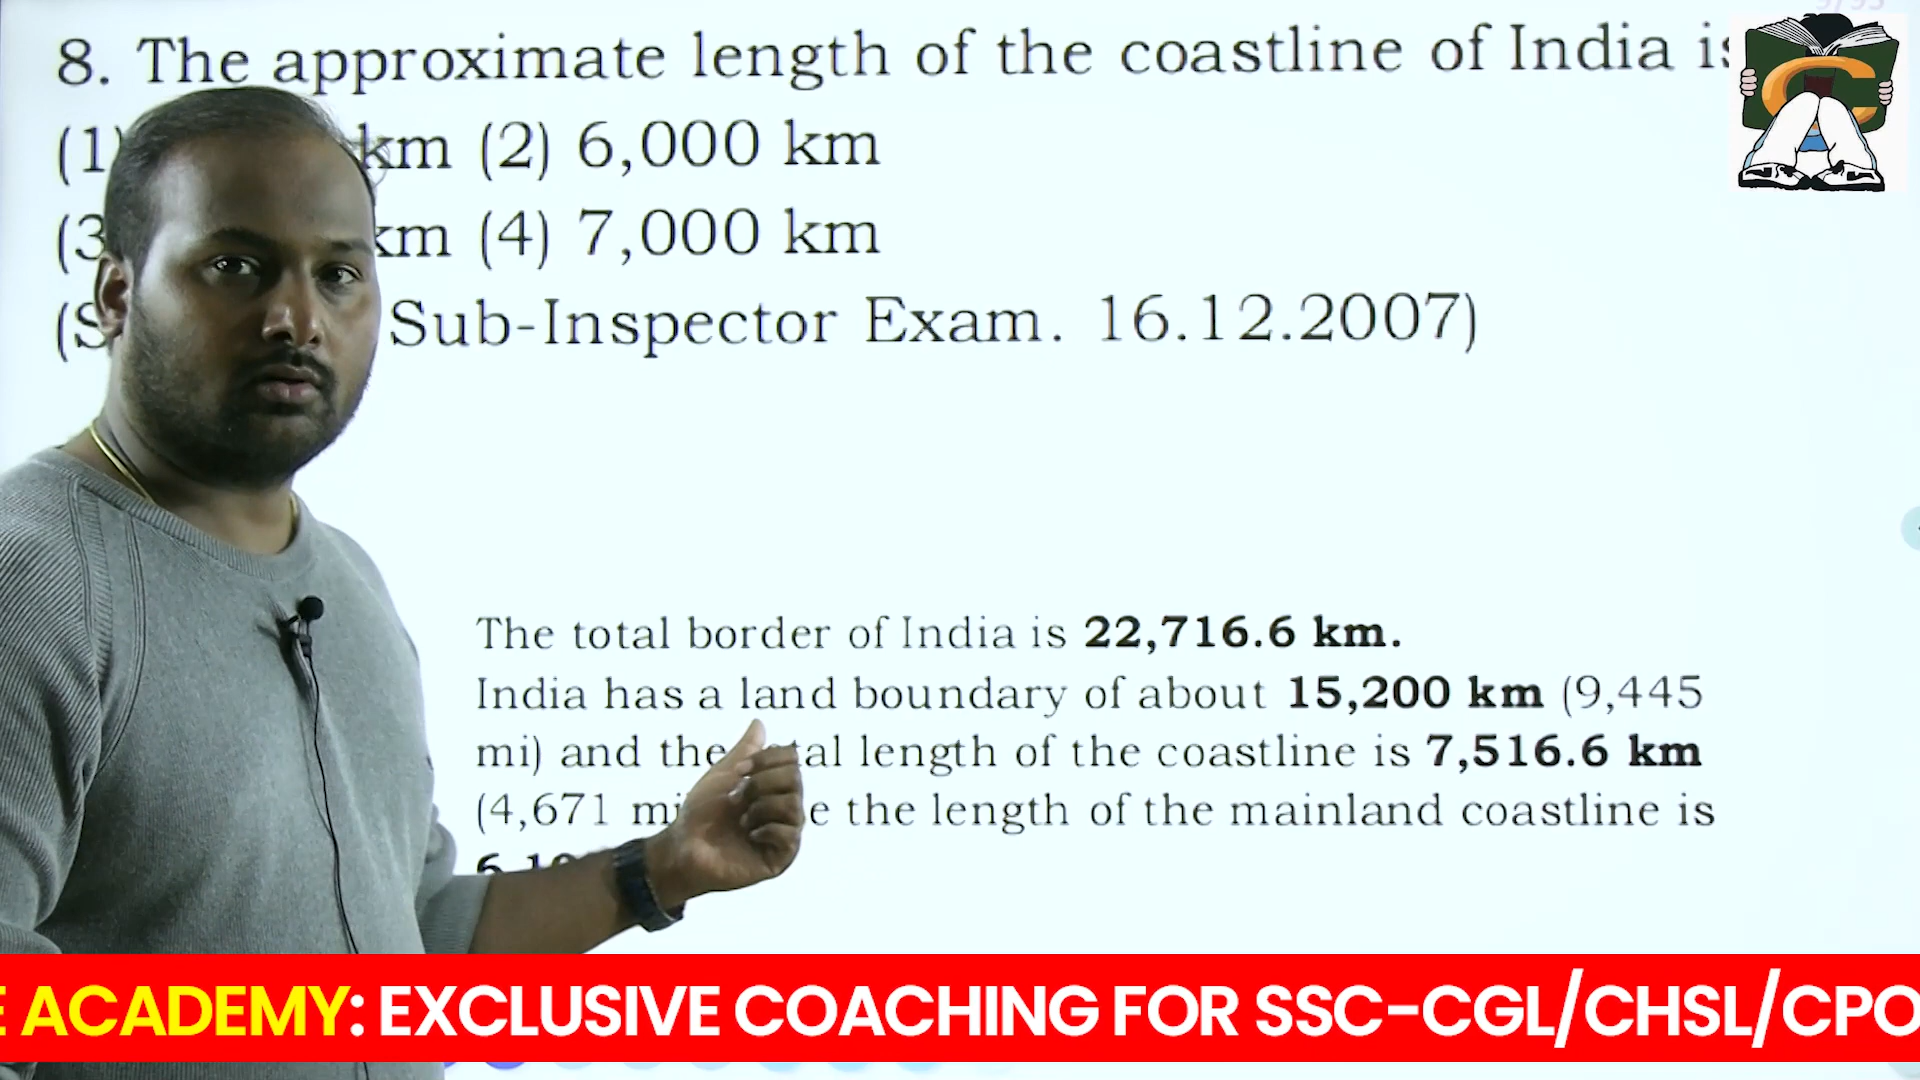 8. The approximate length of the coastline of India is
(1) km (2) 6,000 km
(3 km (4) 7,000 km
(S Sub-Inspector Exam. 16.12.2007)
The total border of India is 22,716.6 km.
India has a land boundary of about 15,200 km (9,445
mi) and the length of the coastline is 7,516.6 km
(4,671 mi the length of the mainland coastline is
ACADEMY: EXCLUSIVE COACHING FOR SSC-CGL/CHSL/CPO